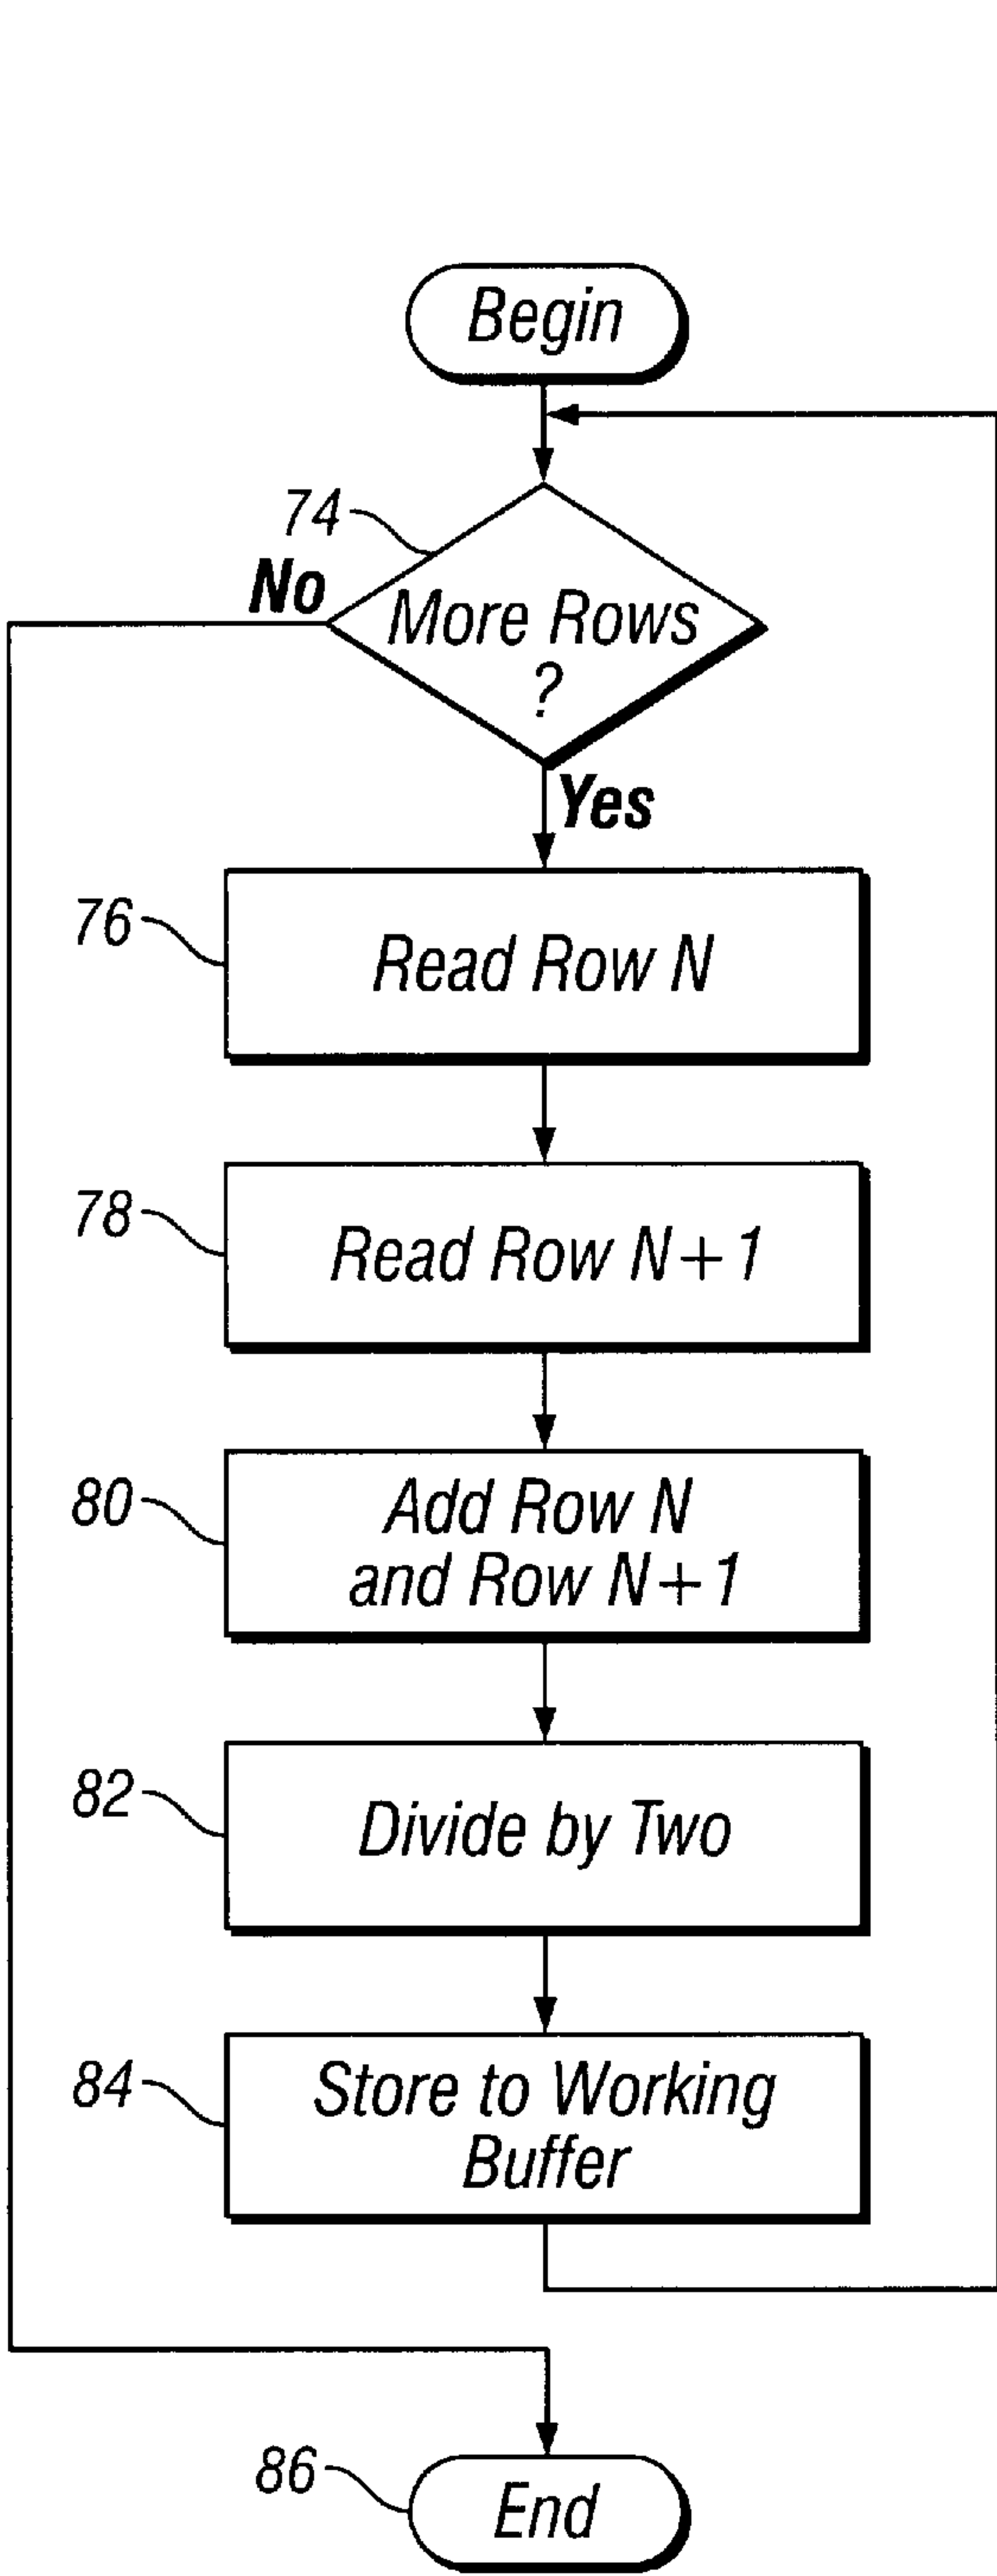 Begin
74
No
More Rows
?
Yes
76
Read Row N
78
Read Row N+1
80
Add Row N
and Row N+1
82
Divide by Two
84
Store to Working
Buffer
86
End